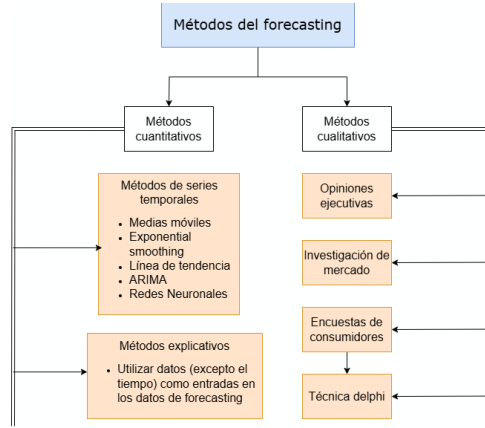 Métodos del forecasting
Métodos
cuantitativos
Métodos
cualitativos
Métodos de series
temporales
• Medias móviles
• Exponential
smoothing
• Línea de tendencia
• ARIMA
• Redes Neuronales
Métodos explicativos
• Utilizar datos (excepto el
tiempo) como entradas en
los datos de forecasting
Opiniones
ejecutivas
Investigación de
mercado
Encuestas de
consumidores
Técnica delphi